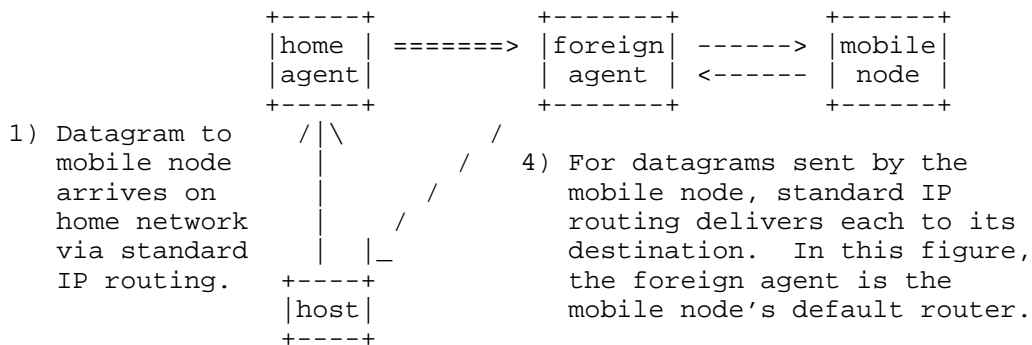 +-----+          +-------+         +------+
|home | =======> |foreign| ------> |mobile|
|agent|          | agent | <------ | node |
+-----+          +-------+         +------+
1) Datagram to    /|\         /
   mobile node     |        /   4) For datagrams sent by the
   arrives on      |      /        mobile node, standard IP
   home network    |    /          routing delivers each to its
   via standard    |  |_           destination.  In this figure,
   IP routing.   +----+            the foreign agent is the
                 |host|            mobile node's default router.
                 +----+